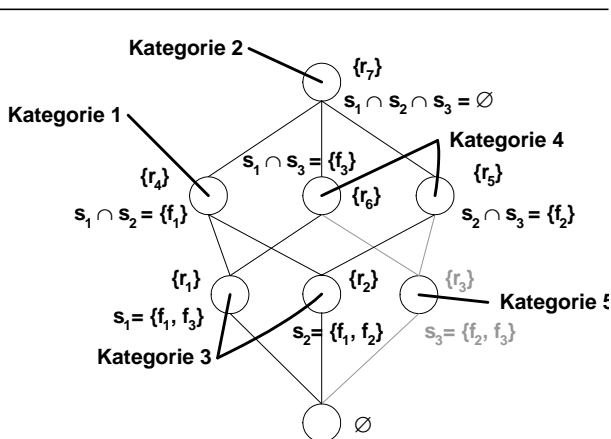 Kategorie 2
{r₇}
s₁ ∩ s₂ ∩ s₃ = ∅
Kategorie 1
Kategorie 4
s₁ ∩ s₃ = {f₃}
{r₄}
{r₆}
{r₅}
s₁ ∩ s₂ = {f₁}
s₂ ∩ s₃ = {f₂}
{r₁}
{r₂}
{r₃}
Kategorie 5
s₁= {f₁, f₃}
s₂= {f₁, f₂}
s₃= {f₂, f₃}
Kategorie 3
∅